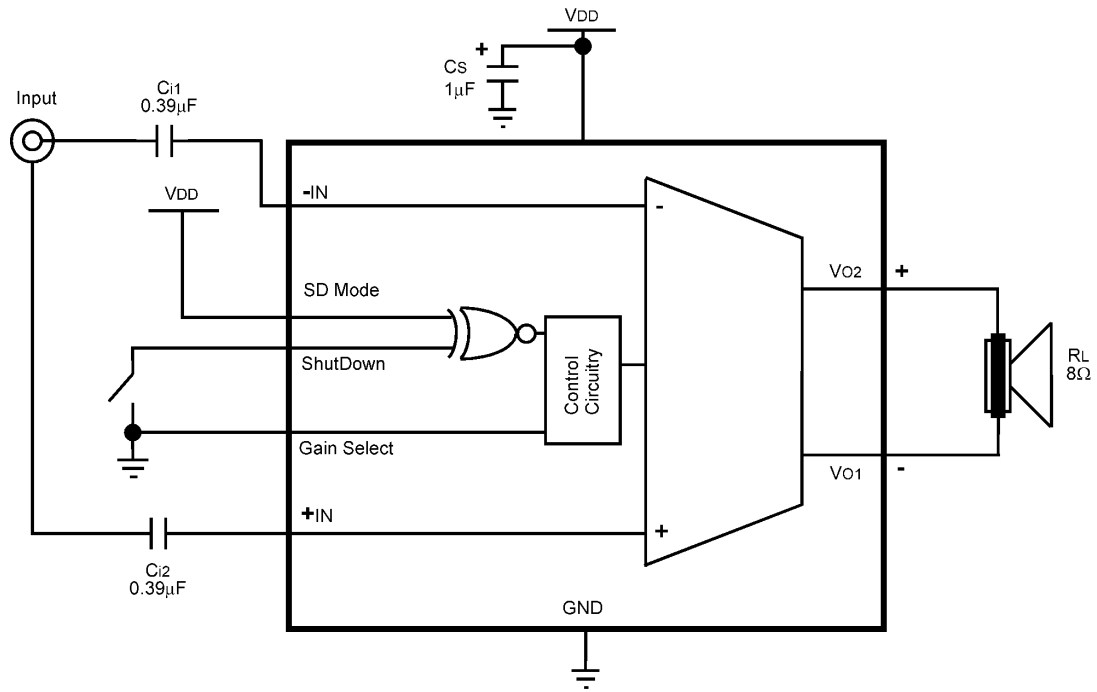 VDD
+
CS
1µF
Ci1
0.39µF
Input
VDD
-IN
-
SD Mode
VO2
+
ShutDown
Control
Circuitry
RL
8Ω
Gain Select
VO1
-
+IN
+
Ci2
0.39µF
GND